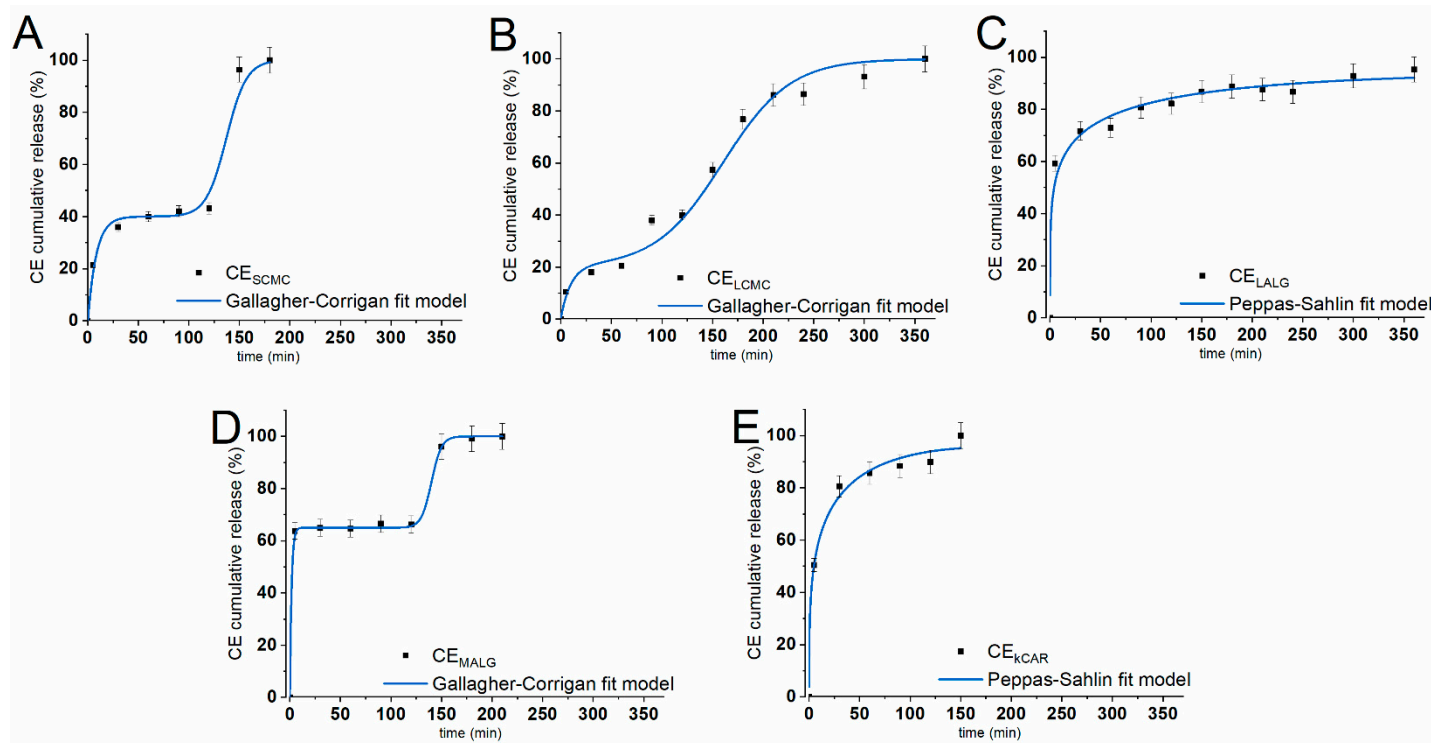 A
CE cumulative release (%)
100
80
60
40
20
0
CE_SCMC
Gallagher-Corrigan fit model
0 50 100 150 200 250 300 350
time (min)
B
CE cumulative release (%)
100
80
60
40
20
0
CE_LCMC
Gallagher-Corrigan fit model
0 50 100 150 200 250 300 350
time (min)
C
CE cumulative release (%)
100
80
60
40
20
0
CE_LALG
Peppas-Sahlin fit model
0 50 100 150 200 250 300 350
time (min)
D
CE cumulative release (%)
100
80
60
40
20
0
CE_MALG
Gallagher-Corrigan fit model
0 50 100 150 200 250 300 350
time (min)
E
CE cumulative release (%)
100
80
60
40
20
0
CE_kCAR
Peppas-Sahlin fit model
0 50 100 150 200 250 300 350
time (min)